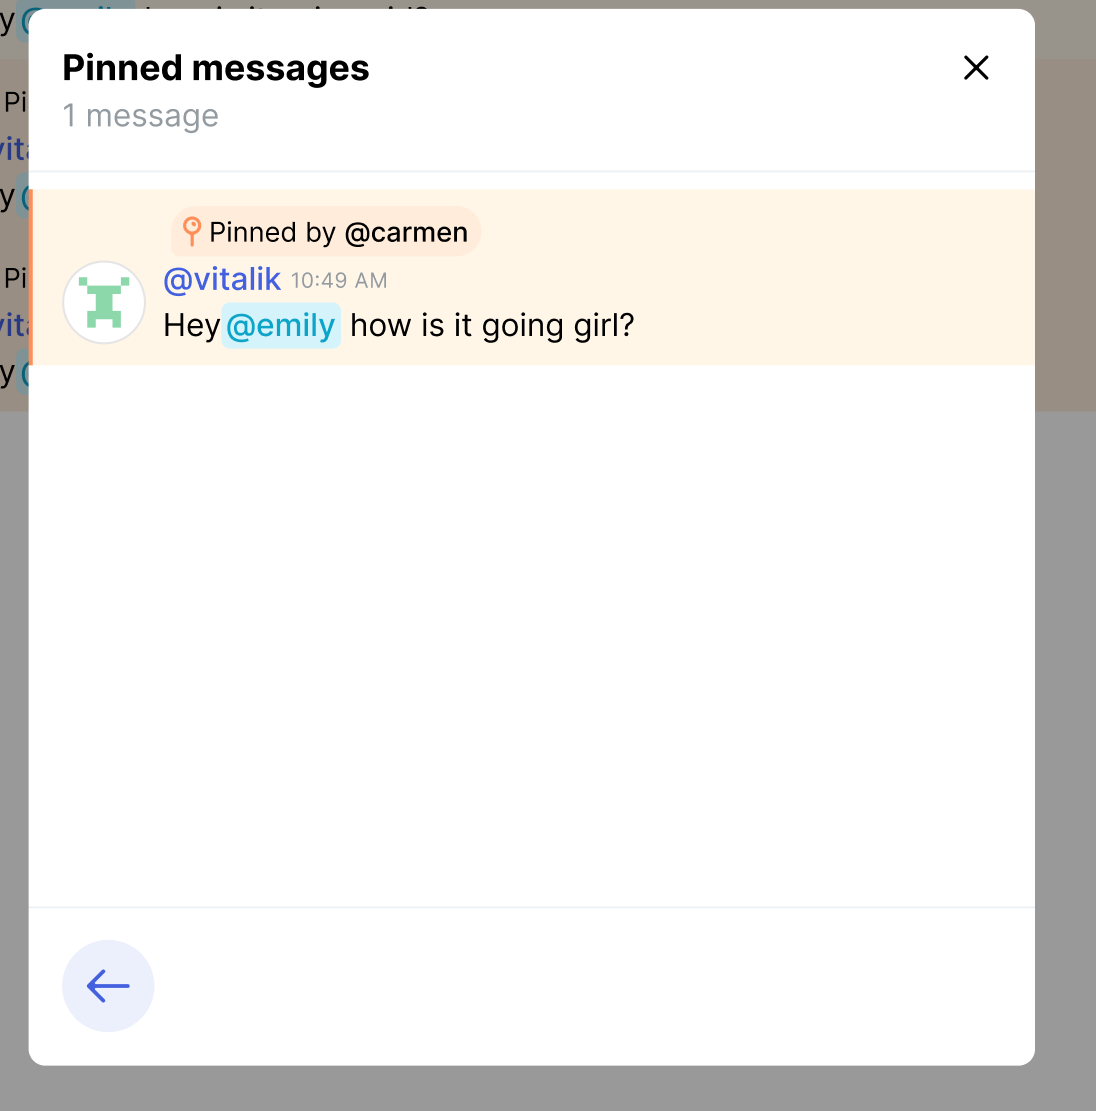 Pinned messages
1 message
Pinned by @carmen
@vitalik 10:49 AM
Hey @emily how is it going girl?